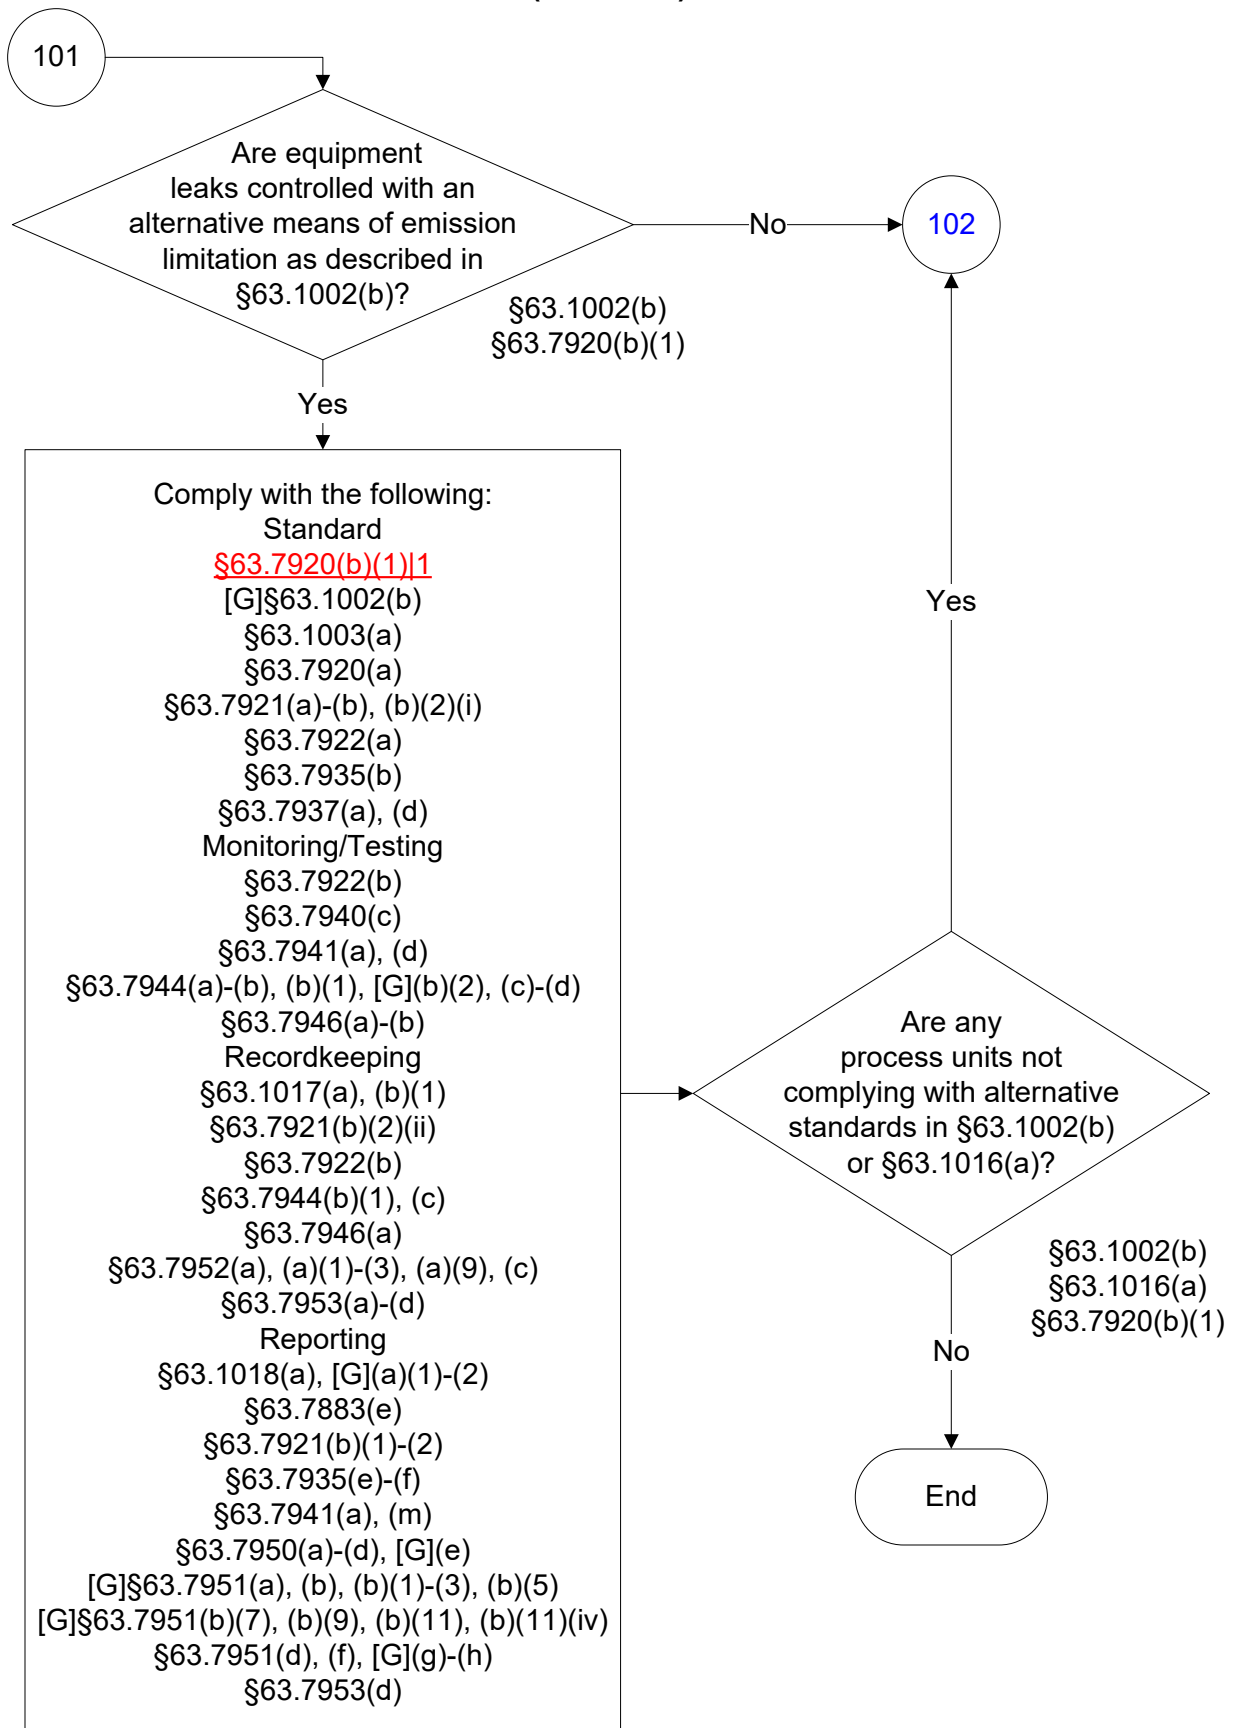 101
Are equipment
leaks controlled with an
alternative means of emission
limitation as described in
§63.1002(b)?
No
102
§63.1002(b)
§63.7920(b)(1)
Yes
Comply with the following:
Standard
§63.7920(b)(1)|1
[G]§63.1002(b)
§63.1003(a)
§63.7920(a)
§63.7921(a)-(b), (b)(2)(i)
§63.7922(a)
§63.7935(b)
§63.7937(a), (d)
Monitoring/Testing
§63.7922(b)
§63.7940(c)
§63.7941(a), (d)
§63.7944(a)-(b), (b)(1), [G](b)(2), (c)-(d)
§63.7946(a)-(b)
Recordkeeping
§63.1017(a), (b)(1)
§63.7921(b)(2)(ii)
§63.7922(b)
§63.7944(b)(1), (c)
§63.7946(a)
§63.7952(a), (a)(1)-(3), (a)(9), (c)
§63.7953(a)-(d)
Reporting
§63.1018(a), [G](a)(1)-(2)
§63.7883(e)
§63.7921(b)(1)-(2)
§63.7935(e)-(f)
§63.7941(a), (m)
§63.7950(a)-(d), [G](e)
[G]§63.7951(a), (b), (b)(1)-(3), (b)(5)
[G]§63.7951(b)(7), (b)(9), (b)(11), (b)(11)(iv)
§63.7951(d), (f), [G](g)-(h)
§63.7953(d)
Yes
Are any
process units not
complying with alternative
standards in §63.1002(b)
or §63.1016(a)?
§63.1002(b)
§63.1016(a)
§63.7920(b)(1)
No
End